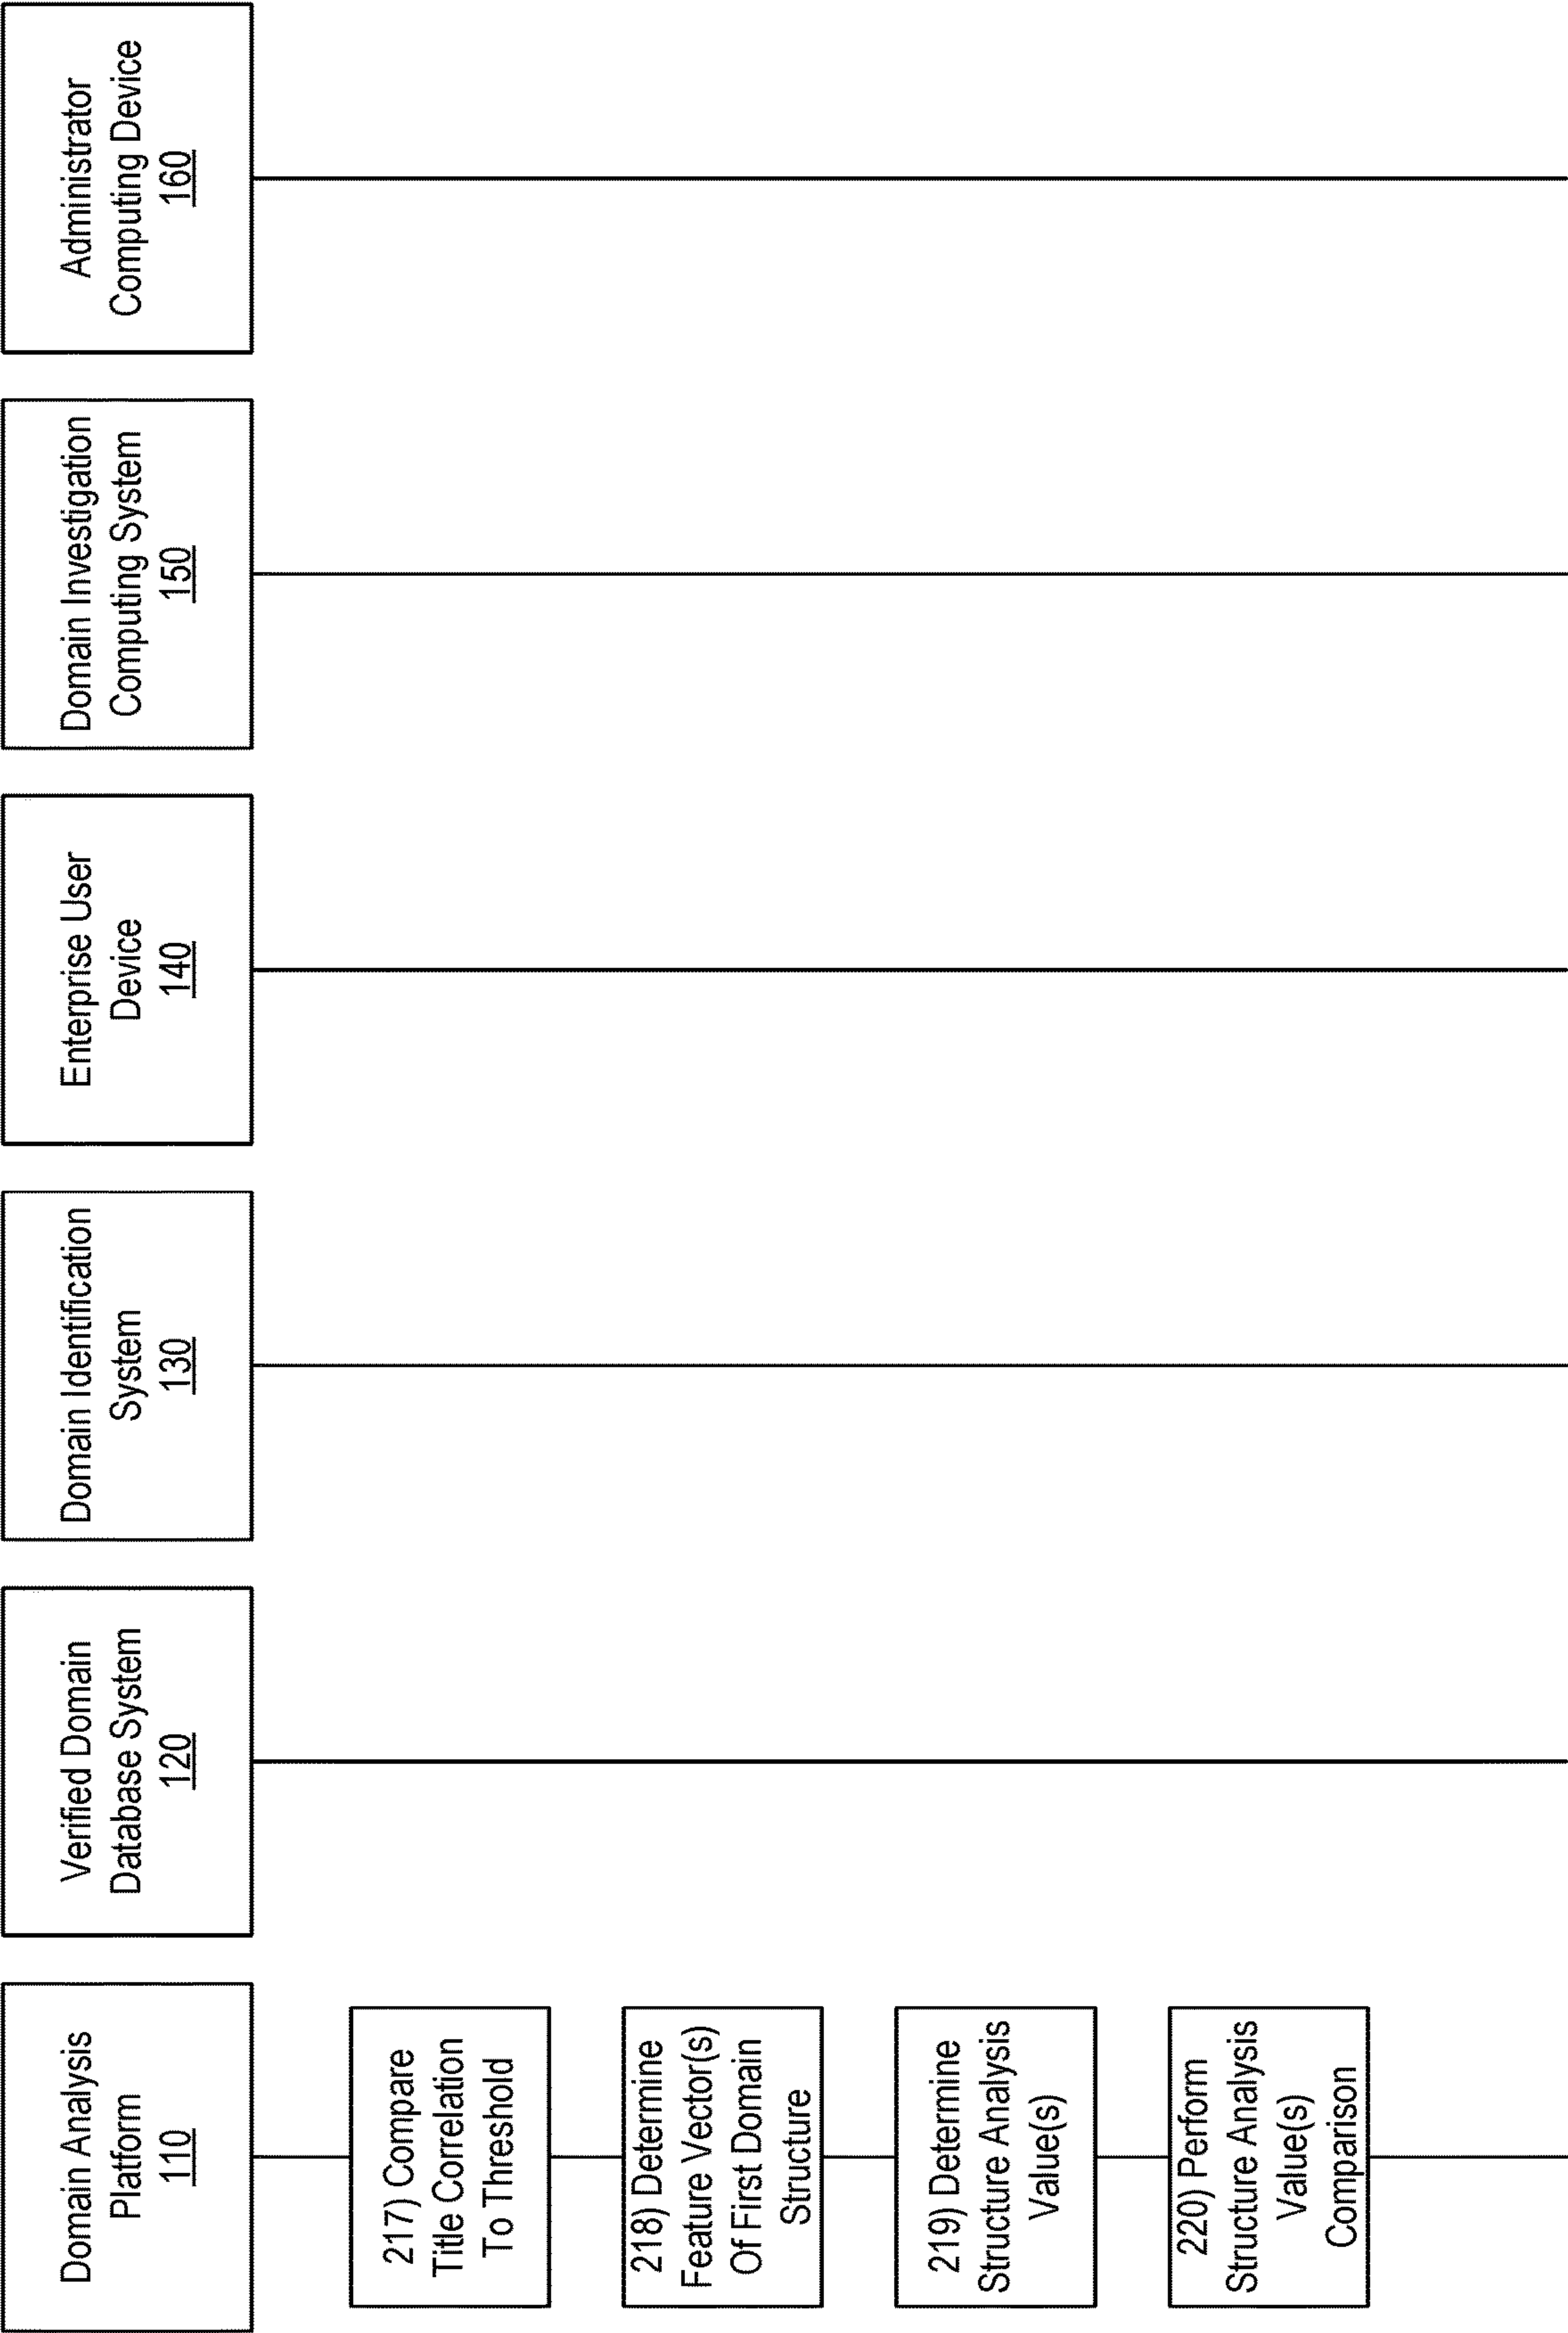 Domain Analysis
Platform
110
Verified Domain
Database System
120
Domain Identification
System
130
Enterprise User
Device
140
Domain Investigation
Computing System
150
Administrator
Computing Device
160
217) Compare
Title Correlation
To Threshold
218) Determine
Feature Vector(s)
Of First Domain
Structure
219) Determine
Structure Analysis
Value(s)
220) Perform
Structure Analysis
Value(s)
Comparison